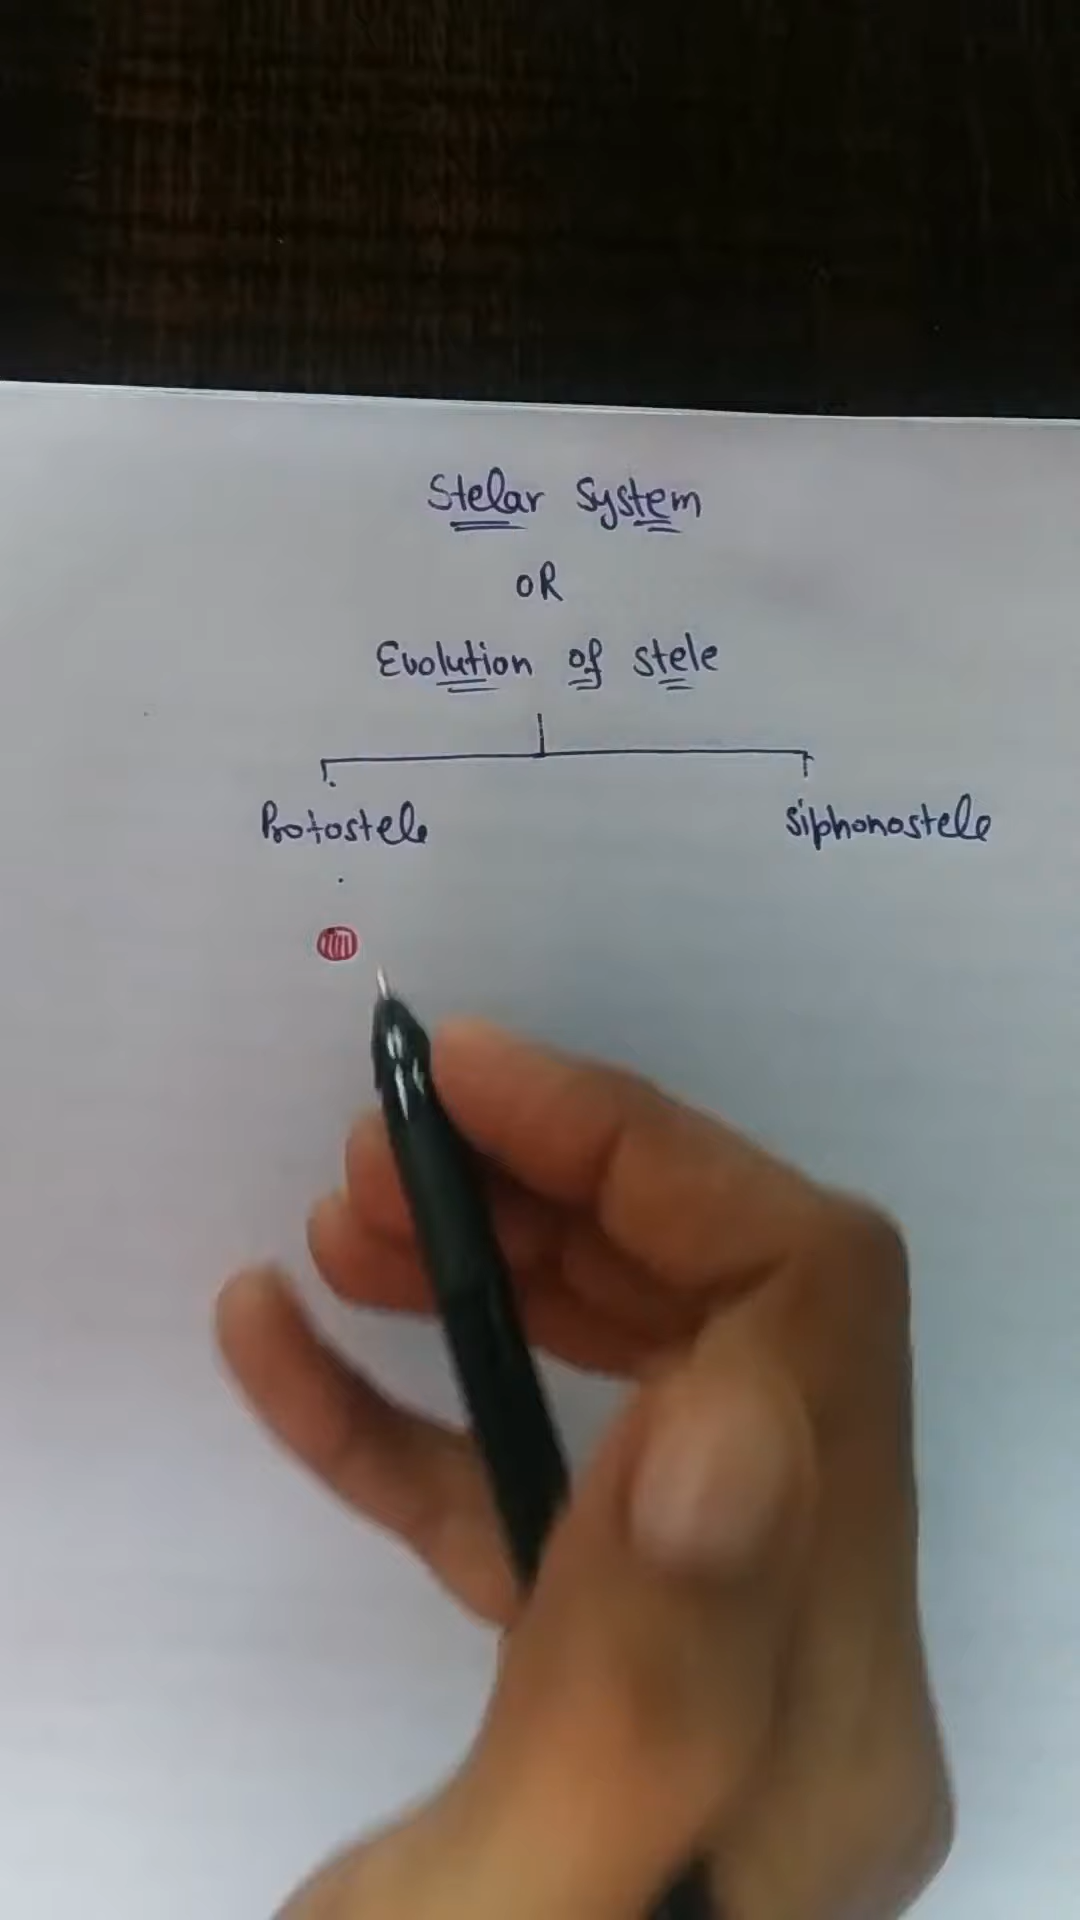 Stelar System
OR
Evolution of stele
Protostele
Siphonostele